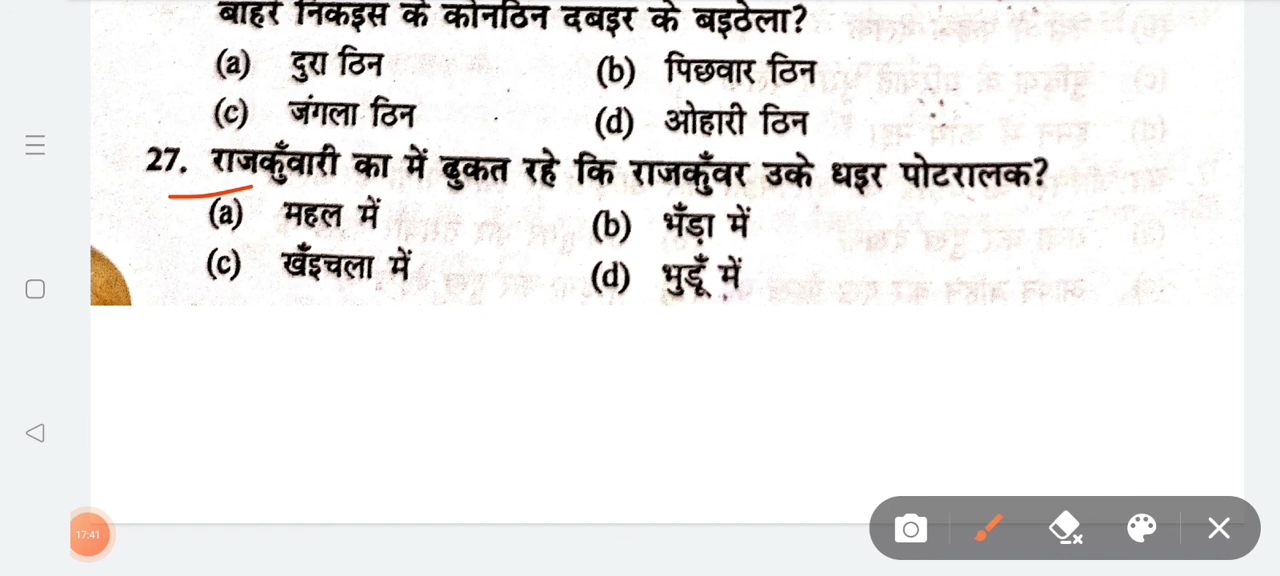 बाहरे निकइस के कोनठिन दबइर के बइठेला?
(a) दुरा ठिन (b) पिछवार ठिन
(c) जंगला ठिन (d) ओहारी ठिन
27. राजकुँवारी का में ढुकत रहे कि राजकुँवर उके धइर पोटरालक?
(a) महल में (b) भँड़ा में
(c) खँइचला में (d) भुडूँ में
17:41